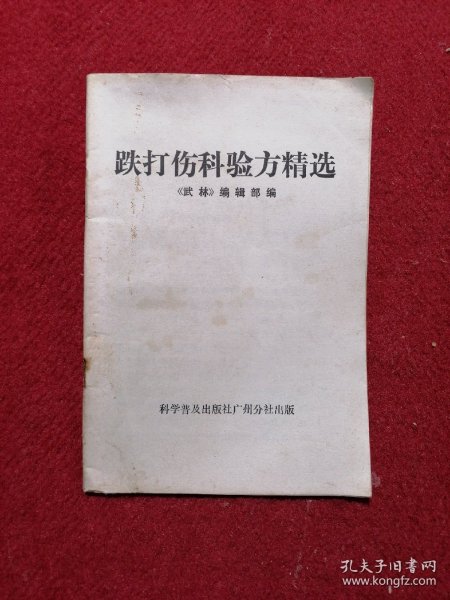 跌打伤科验方精选
《武林》编辑部编
科学普及出版社广州分社出版
孔夫子旧书网
www.kongfz.com